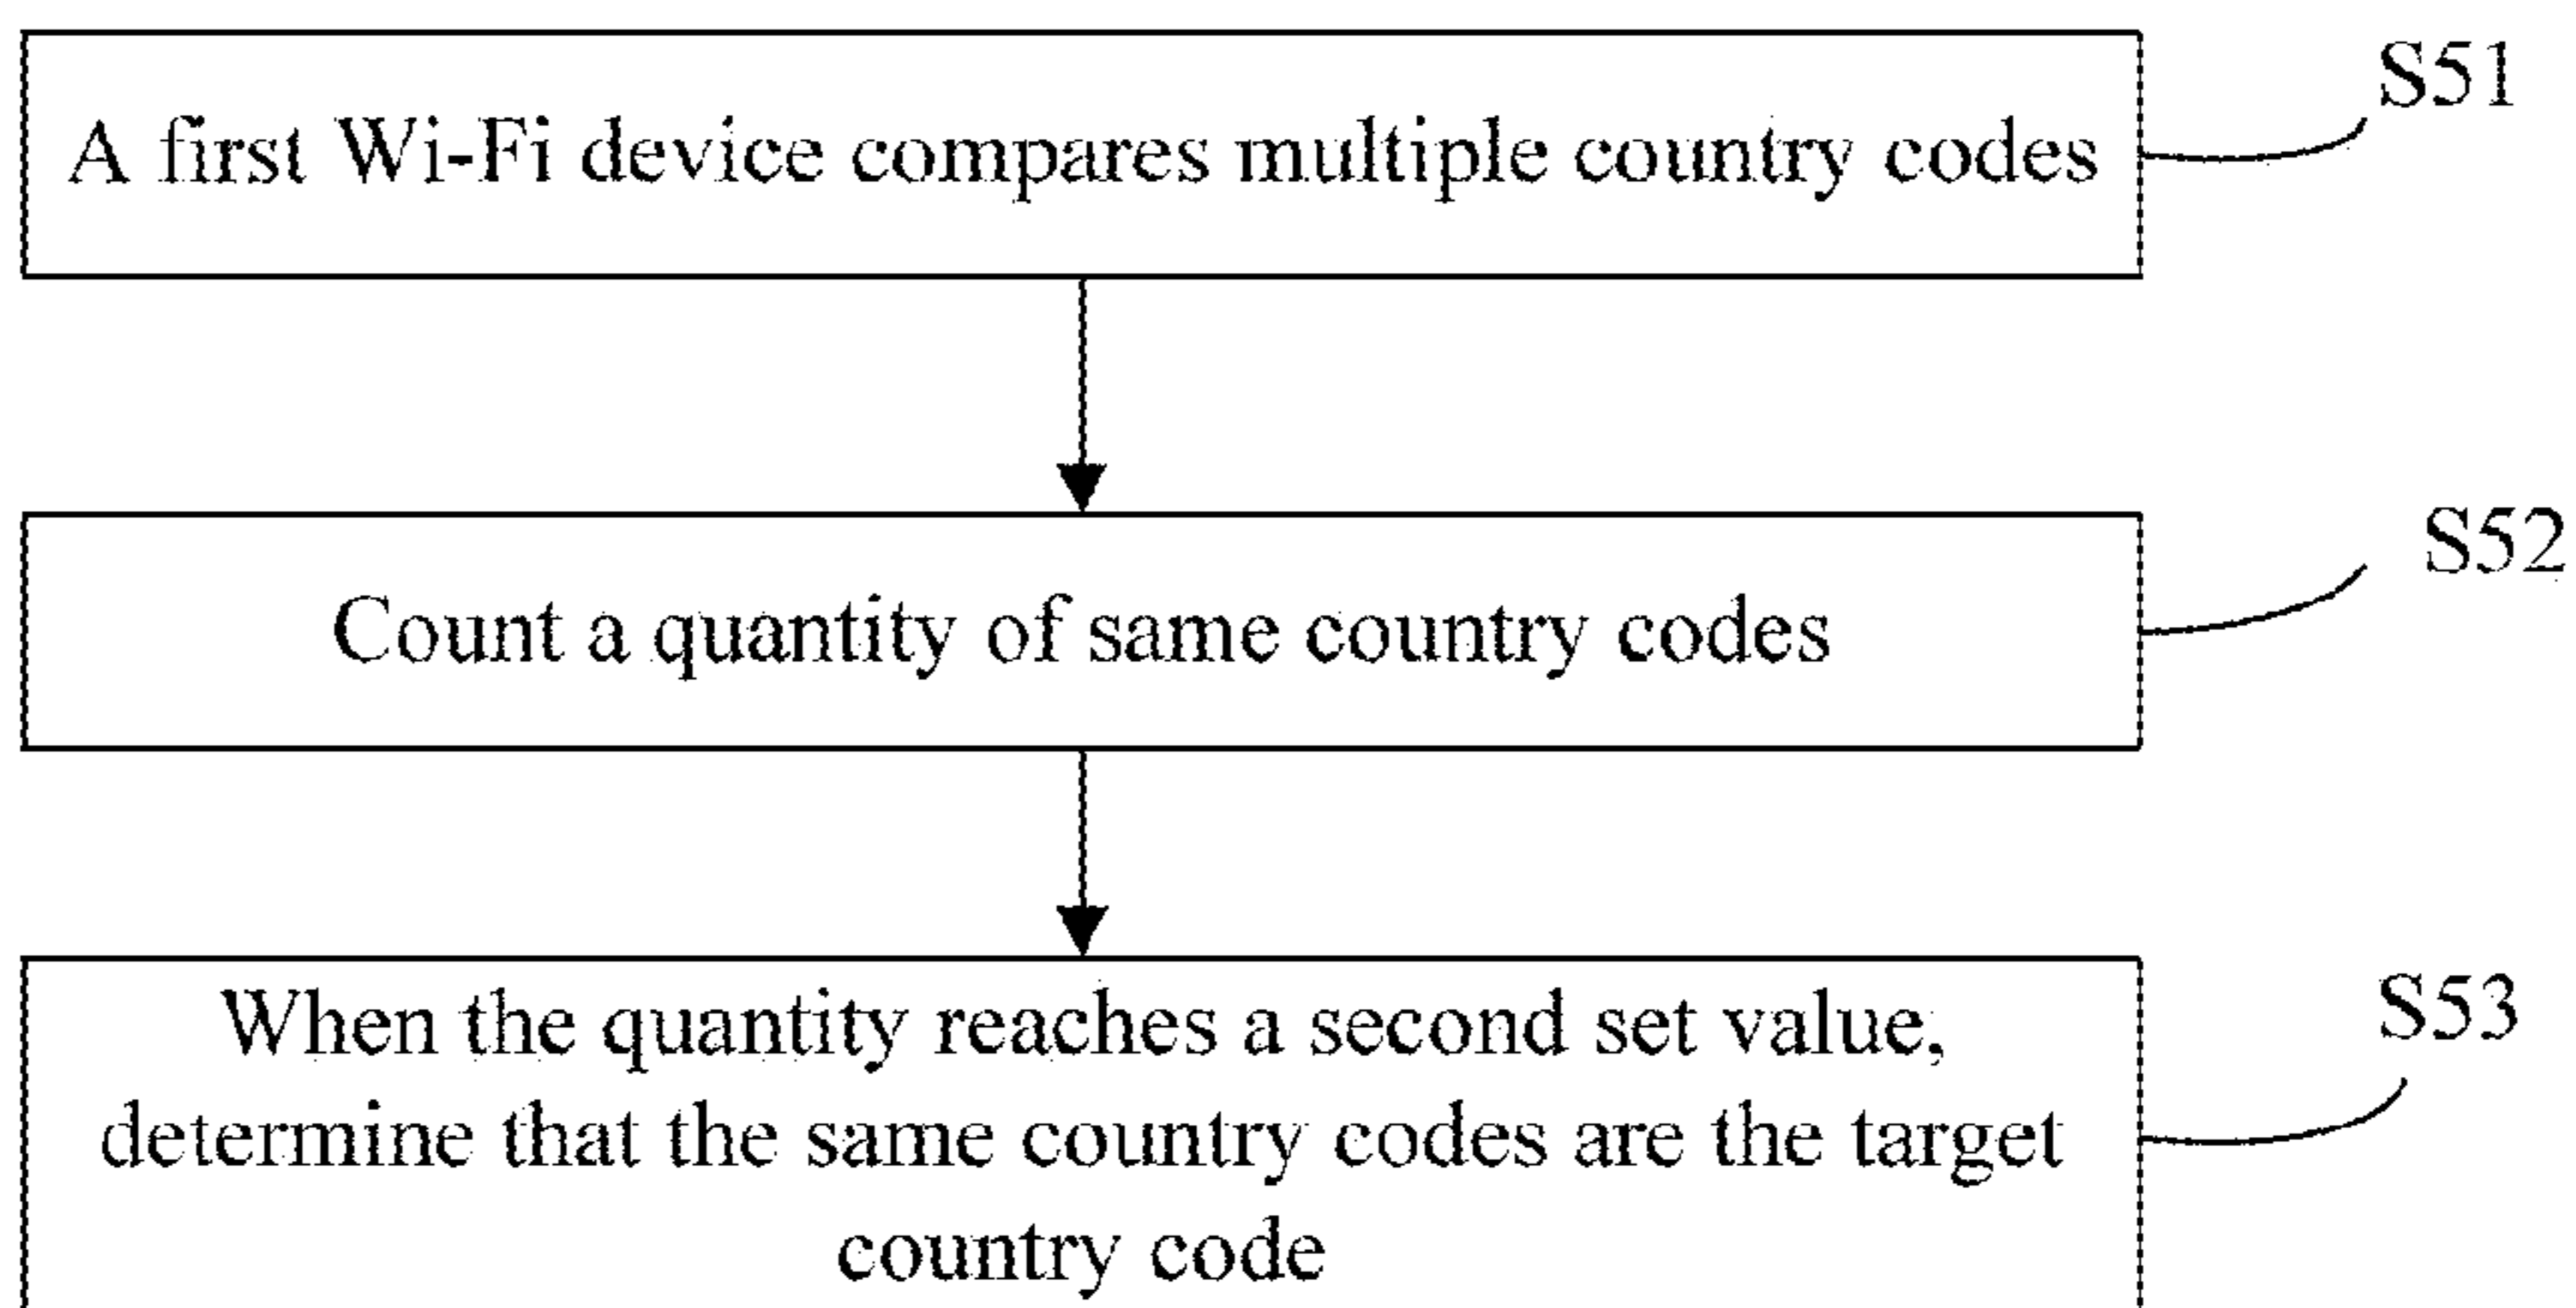 A first Wi-Fi device compares multiple country codes
S51
Count a quantity of same country codes
S52
When the quantity reaches a second set value,
determine that the same country codes are the target
country code
S53